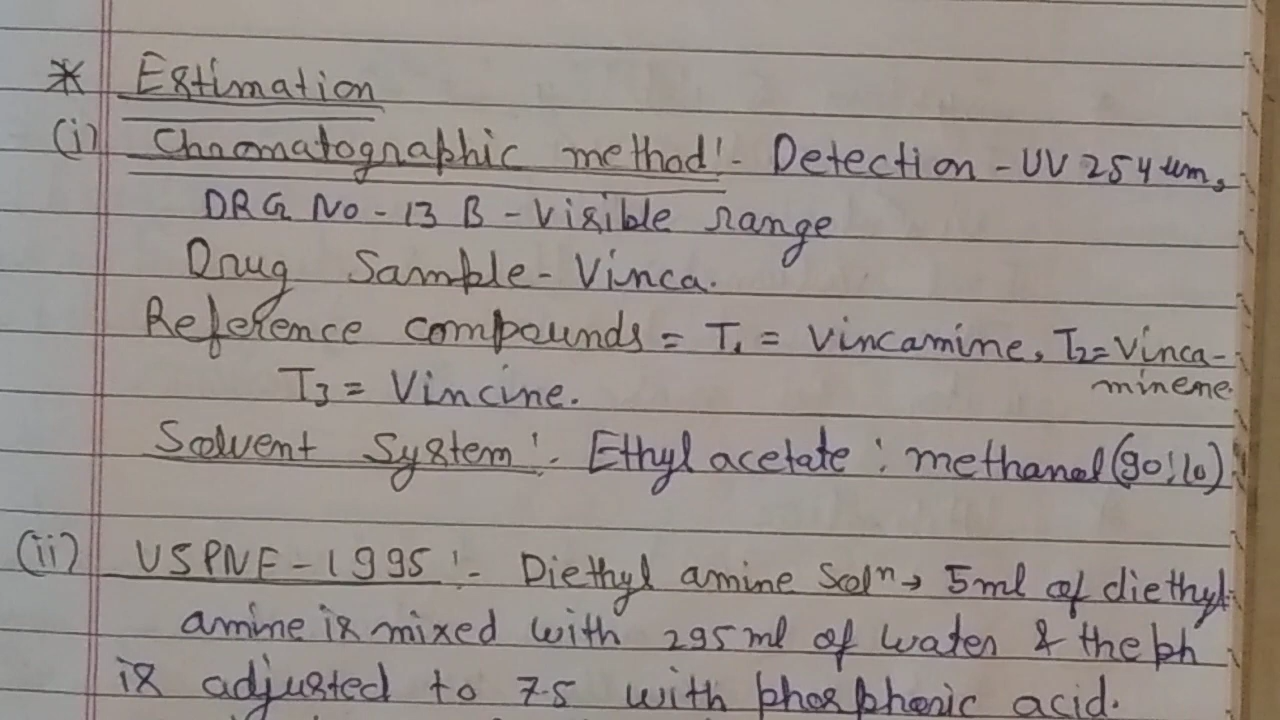 * Estimation
(i) Chromatographic method :- Detection - UV 254 um,
DRG No - 13 B - Visible range
Drug Sample - Vinca.
Reference compounds = T1 = Vincamine, T2 = Vinca-
minene
T3 = Vincine.
Solvent System :- Ethyl acetate : methanol (90:10)
(ii) USPNF - 1995 :- Diethyl amine Solⁿ → 5ml of diethyl
amine is mixed with 295 ml of water & the ph
is adjusted to 7.5 with phosphoric acid.